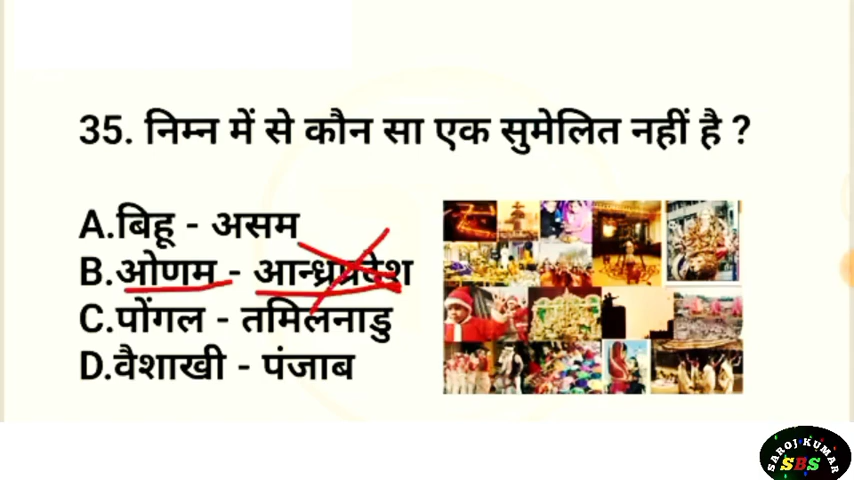 35. निम्न में से कौन सा एक सुमेलित नहीं है ?
A.बिहू - असम
B.ओणम - आन्ध्रप्रदेश
C.पोंगल - तमिलनाडु
D.वैशाखी - पंजाब
SAROJ KUMAR
SBS